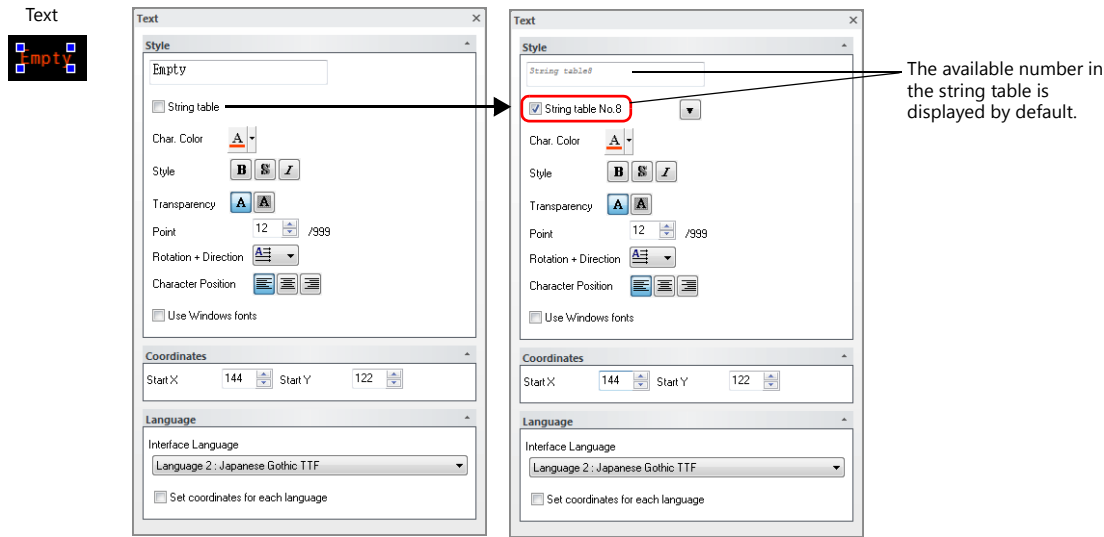 Text
Empty
Text
Style
Empty
String table
Char. Color
A
Style
B S I
Transparency
A A
Point 12 /999
Rotation + Direction A
Character Position
Use Windows fonts
Coordinates
Start X 144 Start Y 122
Language
Interface Language
Language 2 : Japanese Gothic TTF
Set coordinates for each language
Text
Style
String table8
String table No.8
Char. Color
A
Style
B S I
Transparency
A A
Point 12 /999
Rotation + Direction A
Character Position
Use Windows fonts
Coordinates
Start X 144 Start Y 122
Language
Interface Language
Language 2 : Japanese Gothic TTF
Set coordinates for each language
The available number in
the string table is
displayed by default.